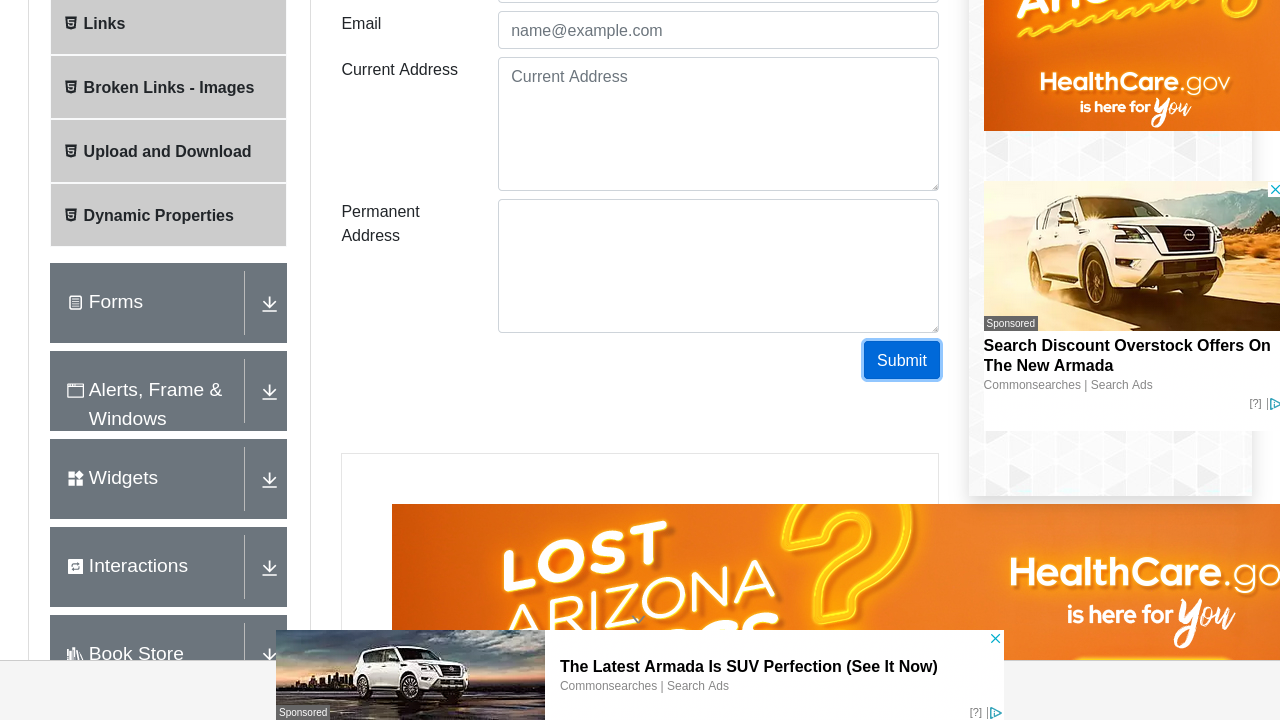 Links
Broken Links - Images
Upload and Download
Dynamic Properties
Forms
Alerts, Frame &
Windows
Widgets
Interactions
Book Store
Email
name@example.com
Current Address
Current Address
Permanent
Address
Submit
HealthCare.gov
is here for you
Sponsored
Search Discount Overstock Offers On
The New Armada
Commonsearches | Search Ads
[?]
LOST
ARIZONA
?
HealthCare.go
is here for you
Sponsored
The Latest Armada Is SUV Perfection (See It Now)
Commonsearches | Search Ads
[?]